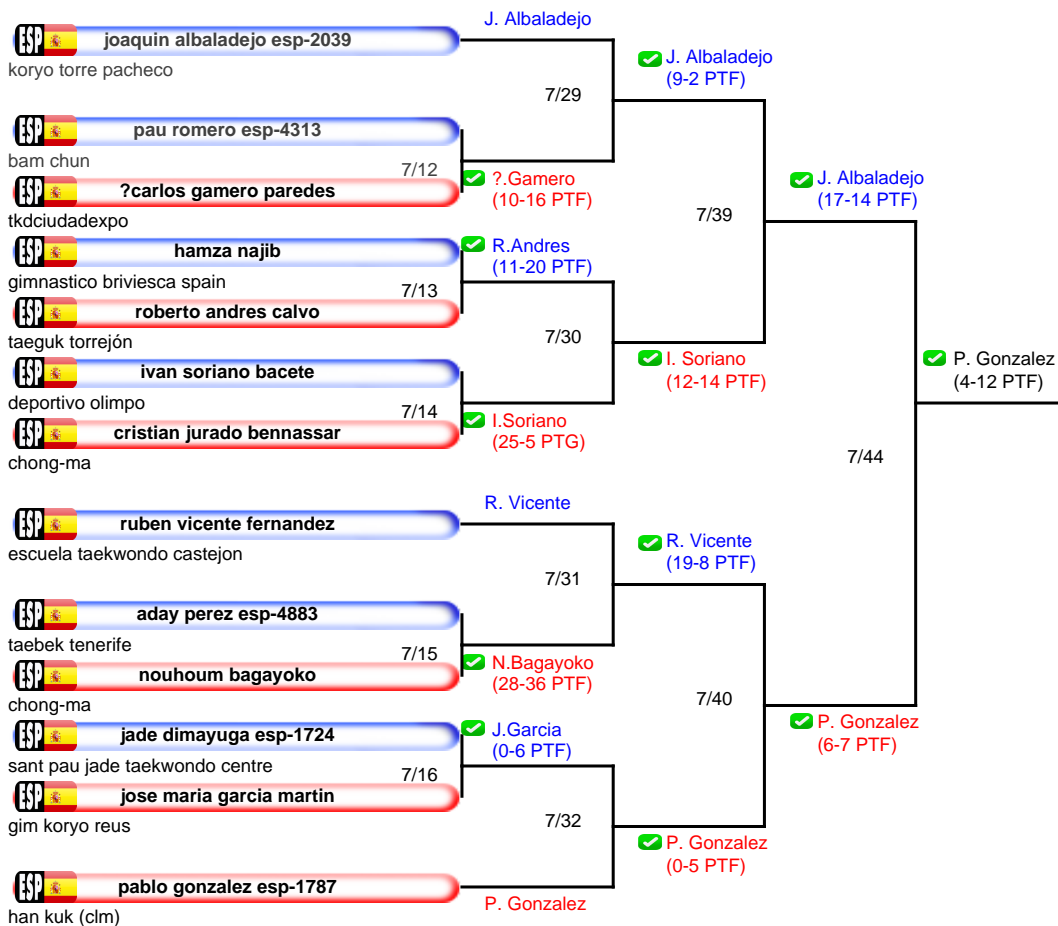 J. Albaladejo
ESP joaquin albaladejo esp-2039
koryo torre pacheco
J. Albaladejo
(9-2 PTF)
7/29
ESP pau romero esp-4313
bam chun
7/12
ESP ?carlos gamero paredes
tkdciudadexpo
?.Gamero
(10-16 PTF)
J. Albaladejo
(17-14 PTF)
7/39
ESP hamza najib
gimnastico briviesca spain
R.Andres
(11-20 PTF)
7/13
ESP roberto andres calvo
taeguk torrejón
7/30
I. Soriano
(12-14 PTF)
ESP ivan soriano bacete
deportivo olimpo
7/14
ESP cristian jurado bennassar
chong-ma
I.Soriano
(25-5 PTG)
P. Gonzalez
(4-12 PTF)
7/44
R. Vicente
ESP ruben vicente fernandez
escuela taekwondo castejon
R. Vicente
(19-8 PTF)
7/31
ESP aday perez esp-4883
taebek tenerife
7/15
ESP nouhoum bagayoko
chong-ma
N.Bagayoko
(28-36 PTF)
7/40
P. Gonzalez
(6-7 PTF)
ESP jade dimayuga esp-1724
sant pau jade taekwondo centre
J.Garcia
(0-6 PTF)
7/16
ESP jose maria garcia martin
gim koryo reus
7/32
P. Gonzalez
(0-5 PTF)
ESP pablo gonzalez esp-1787
han kuk (clm)
P. Gonzalez